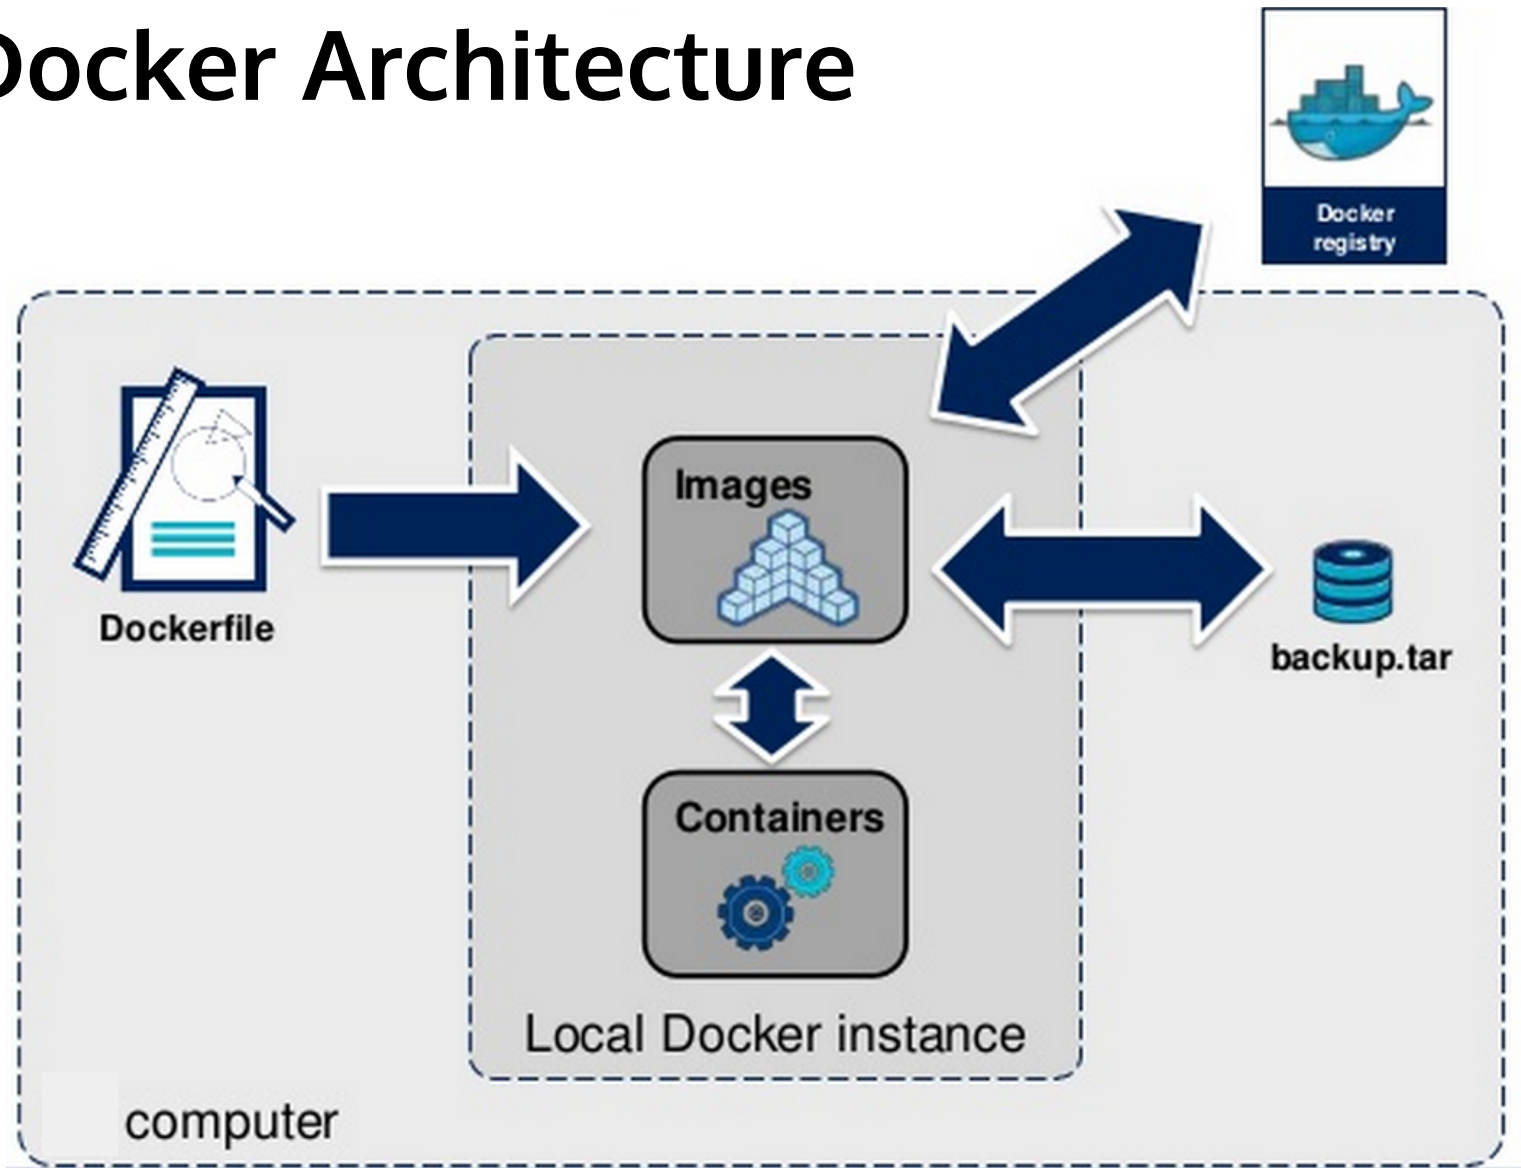 Docker Architecture
Docker
registry
Images
Dockerfile
backup.tar
Containers
Local Docker instance
computer